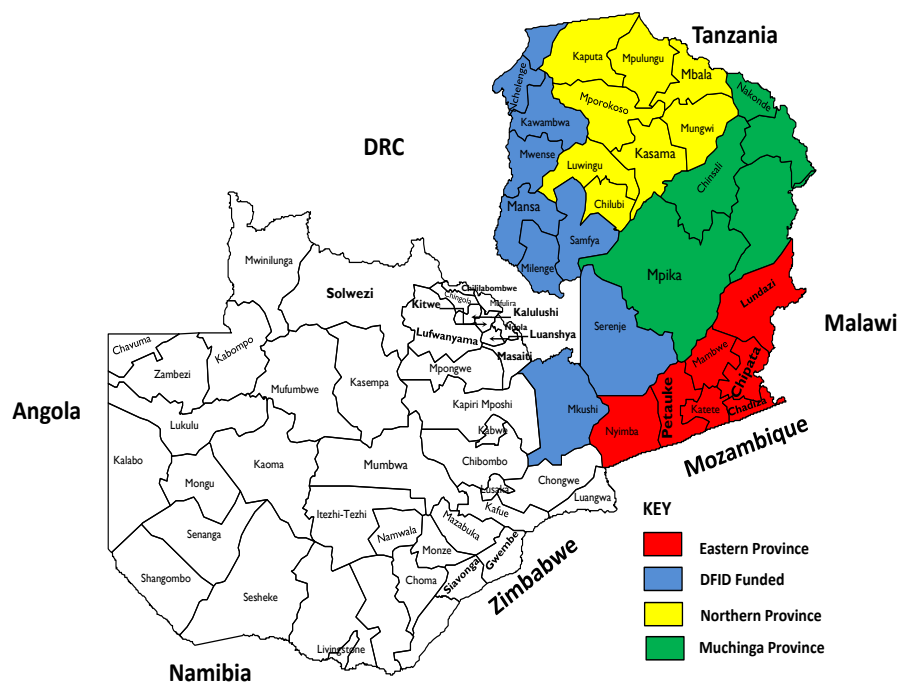 Tanzania
Kaputa
Mpulungu
Mbala
Nchelenge
Nakonde
Mporokoso
Kawambwa
Mungwi
DRC
Mwense
Kasama
Chinsali
Luwingu
Chilubi
Mansa
Samfya
Mwinilunga
Milenge
Mpika
Solwezi
Chililabombwe
Chingola
Mufulira
Lundazi
Kitwe
Kalulushi
Malawi
Ndola
Serenje
Lufwanyama
Luanshya
Chavuma
Kabompo
Masaiti
Mambwe
Zambezi
Mpongwe
Chipata
Mufumbwe
Kasempa
Petauke
Angola
Kapiri Mposhi
Mkushi
Katete
Chadiza
Lukulu
Kabwe
Nyimba
Mozambique
Kalabo
Kaoma
Mumbwa
Chibombo
Mongu
Chongwe
Lusaka
Luangwa
Itezhi-Tezhi
Kafue
KEY
Senanga
Namwala
Mazabuka
Eastern Province
Monze
Gwembe
Zimbabwe
Shangombo
Choma
Siavonga
DFID Funded
Sesheke
Northern Province
Livingstone
Muchinga Province
Namibia